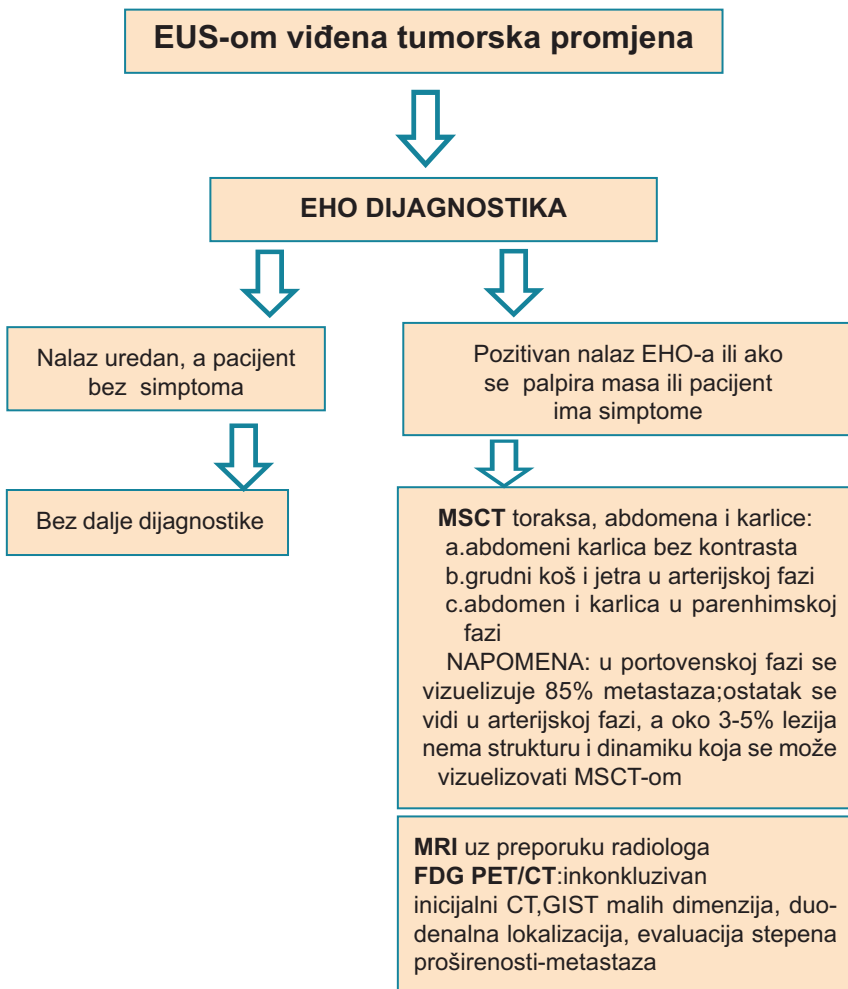 EUS-om viđena tumorska promjena
EHO DIJAGNOSTIKA
Nalaz uredan, a pacijent
bez simptoma
Pozitivan nalaz EHO-a ili ako
se palpira masa ili pacijent
ima simptome
Bez dalje dijagnostike
MSCT toraksa, abdomena i karlice:
a.abdomeni karlica bez kontrasta
b.grudni koš i jetra u arterijskoj fazi
c.abdomen i karlica u parenhimskoj
fazi
NAPOMENA: u portovenskoj fazi se
vizuelizuje 85% metastaza;ostatak se
vidi u arterijskoj fazi, a oko 3-5% lezija
nema strukturu i dinamiku koja se može
vizuelizovati MSCT-om
MRI uz preporuku radiologa
FDG PET/CT:inkonkluzivan
inicijalni CT,GIST malih dimenzija, duo-
denalna lokalizacija, evaluacija stepena
proširenosti-metastaza